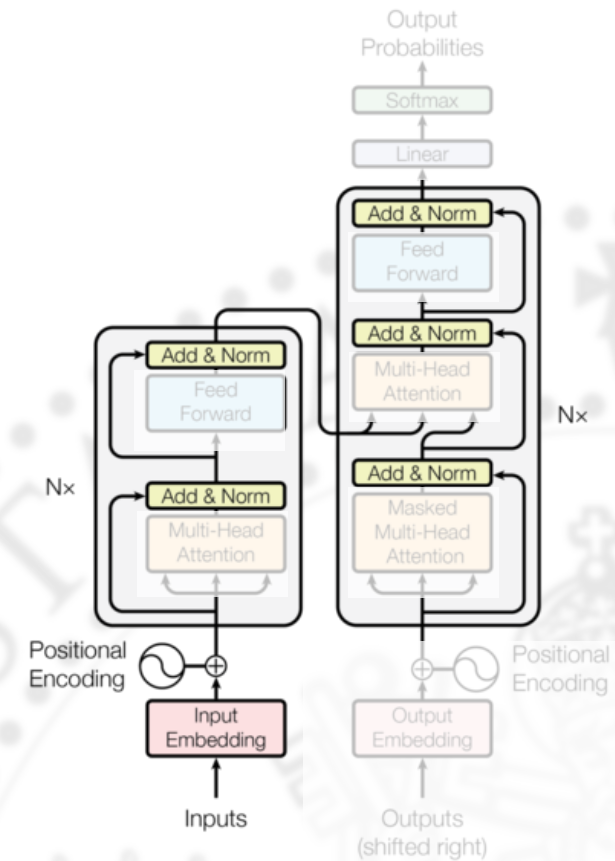 Output
Probabilities
Softmax
Linear
Add & Norm
Feed
Forward
Add & Norm
Multi-Head
Attention
Add & Norm
Masked
Multi-Head
Attention
Nx
Positional
Encoding
Output
Embedding
Outputs
(shifted right)
Add & Norm
Feed
Forward
Add & Norm
Multi-Head
Attention
Nx
Positional
Encoding
Input
Embedding
Inputs